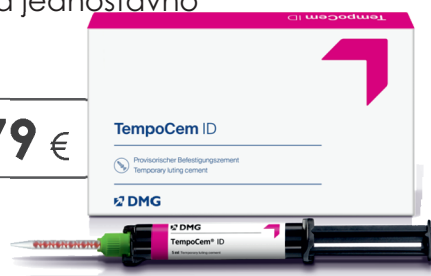 jednostavno
TempoCem ID
79 €
TempoCem ID
Provisorischer Befestigungszement
Temporary luting cement
DMG
DMG
TempoCem® ID